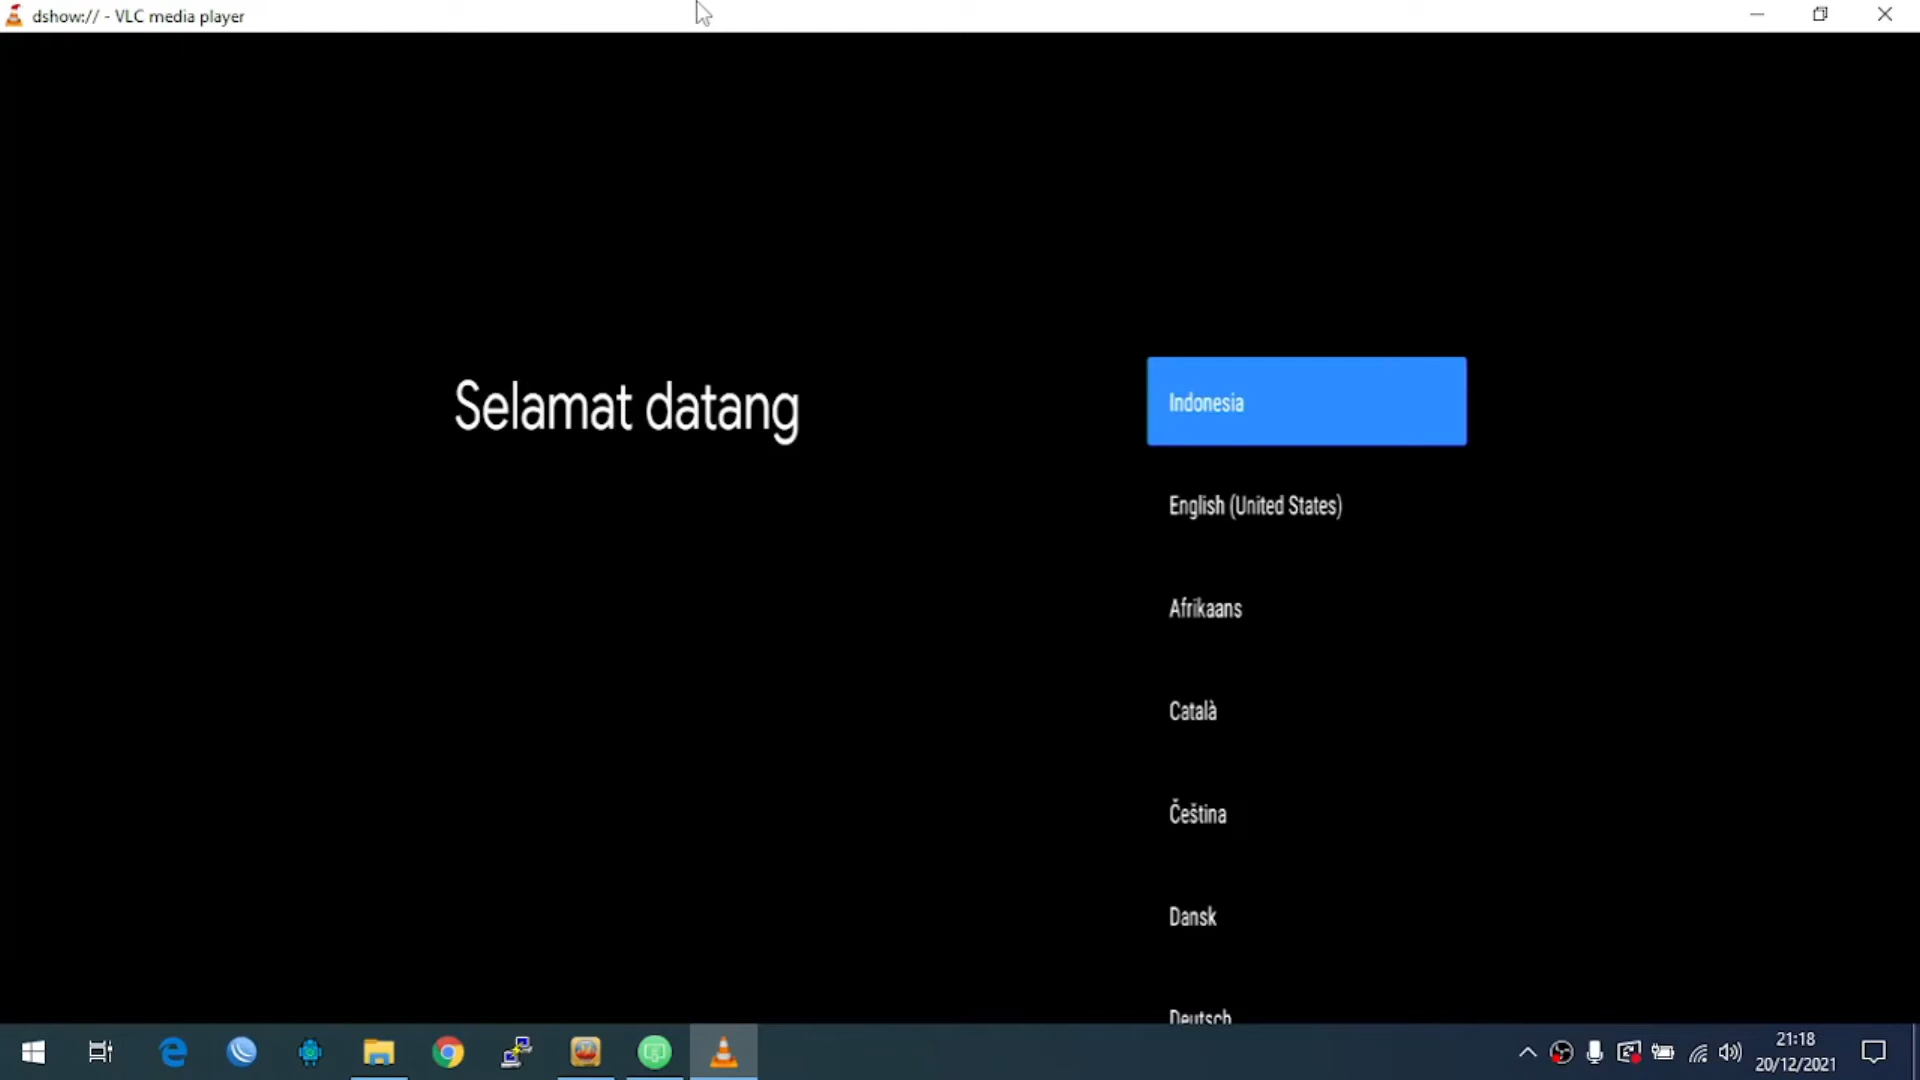 dshow:// - VLC media player
Selamat datang
Indonesia
English (United States)
Afrikaans
Català
Čeština
Dansk
Deutsch
21:18
20/12/2021